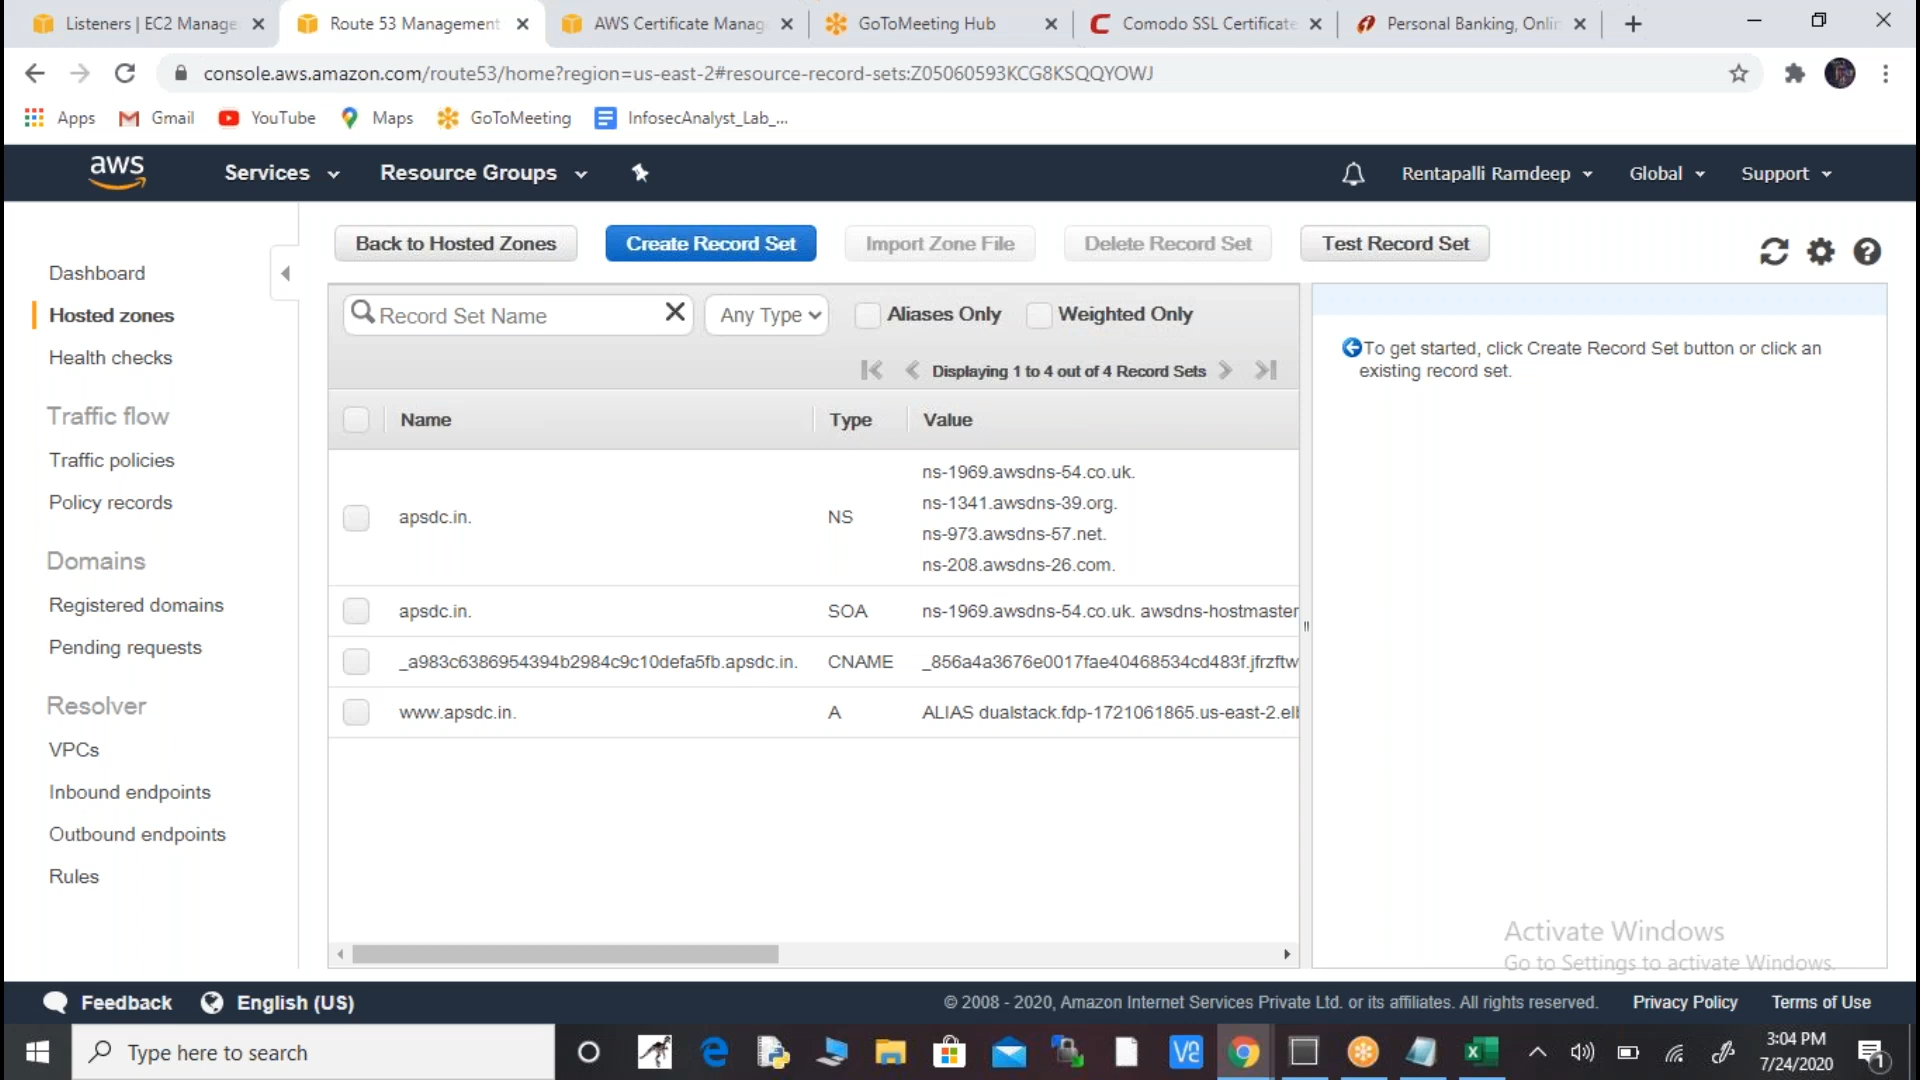 Listeners | EC2 Manage
Route 53 Management
AWS Certificate Manag
GoToMeeting Hub
Comodo SSL Certificate
Personal Banking, Onlin
console.aws.amazon.com/route53/home?region=us-east-2#resource-record-sets:Z05060593KCG8KSQQYOWJ
Apps
Gmail
YouTube
Maps
GoToMeeting
InfosecAnalyst_Lab_...
aws
Services
Resource Groups
Rentapalli Ramdeep
Global
Support
Dashboard
Hosted zones
Health checks
Traffic flow
Traffic policies
Policy records
Domains
Registered domains
Pending requests
Resolver
VPCs
Inbound endpoints
Outbound endpoints
Rules
Back to Hosted Zones
Create Record Set
Import Zone File
Delete Record Set
Test Record Set
Record Set Name
Any Type
Aliases Only
Weighted Only
Displaying 1 to 4 out of 4 Record Sets
Name Type Value
apsdc.in. NS ns-1969.awsdns-54.co.uk.
ns-1341.awsdns-39.org.
ns-973.awsdns-57.net.
ns-208.awsdns-26.com.
apsdc.in. SOA ns-1969.awsdns-54.co.uk. awsdns-hostmaster
_a983c6386954394b2984c9c10defa5fb.apsdc.in. CNAME _856a4a3676e0017fae40468534cd483f.jfrzftw
www.apsdc.in. A ALIAS dualstack.fdp-1721061865.us-east-2.el
To get started, click Create Record Set button or click an
existing record set.
Activate Windows
Go to Settings to activate Windows.
Feedback
English (US)
© 2008 - 2020, Amazon Internet Services Private Ltd. or its affiliates. All rights reserved.
Privacy Policy
Terms of Use
Type here to search
3:04 PM
7/24/2020
1